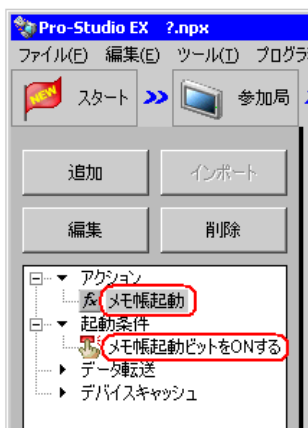 Pro-Studio EX ?.npx
ファイル(F) 編集(E) ツール(T) プログラ
NEW スタート 参加局
追加 インポート
編集 削除
アクション
fx メモ帳起動
起動条件
メモ帳起動ビットをONする
データ転送
デバイスキャッシュ